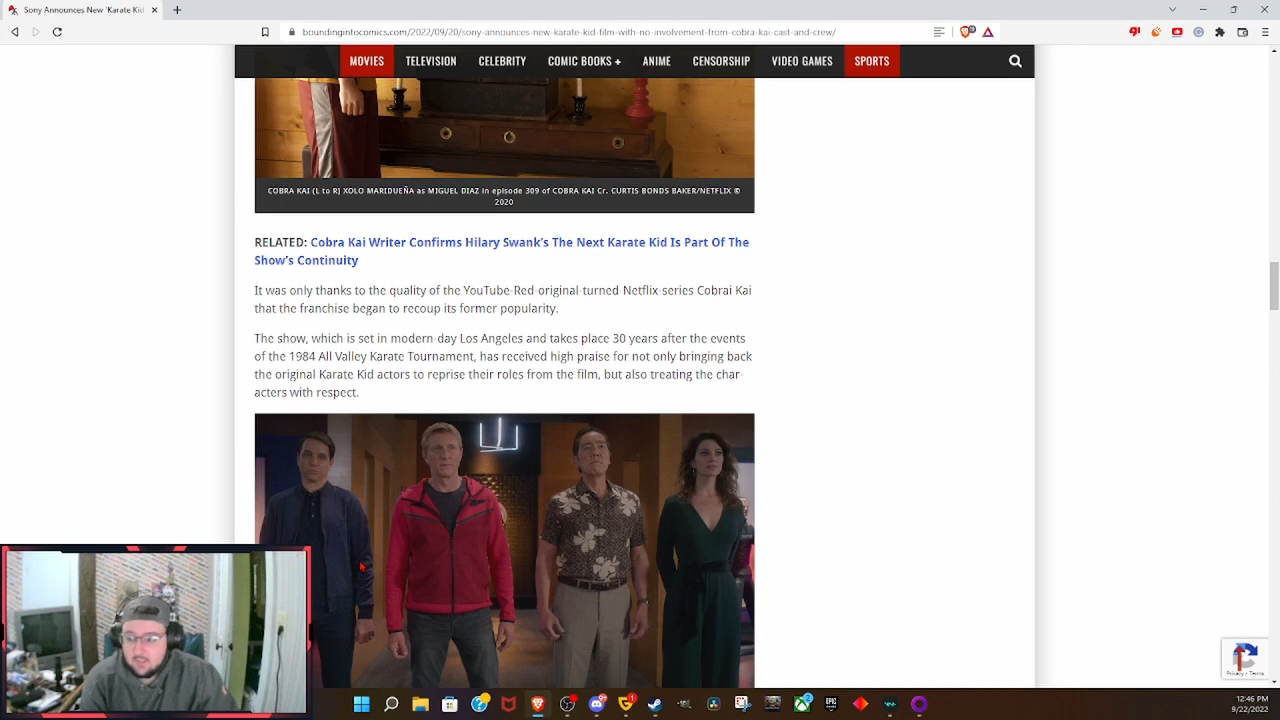 Sony Announces New 'Karate Kid
boundingintocomics.com/2022/09/20/sony-announces-new-karate-kid-film-with-no-involvement-from-cobra-kai-cast-and-crew/
MOVIES TELEVISION CELEBRITY COMIC BOOKS + ANIME CENSORSHIP VIDEO GAMES SPORTS
COBRA KAI (L to R) XOLO MARIDUEÑA as MIGUEL DIAZ in episode 309 of COBRA KAI Cr. CURTIS BONDS BAKER/NETFLIX ©
2020
RELATED: Cobra Kai Writer Confirms Hilary Swank's The Next Karate Kid Is Part Of The
Show's Continuity
It was only thanks to the quality of the YouTube-Red-original-turned-Netflix-series Cobrai Kai
that the franchise began to recoup its former popularity.
The show, which is set in modern-day Los Angeles and takes place 30 years after the events
of the 1984 All Valley Karate Tournament, has received high praise for not only bringing back
the original Karate Kid actors to reprise their roles from the film, but also treating the char-
acters with respect.
Privacy - Terms
12:46 PM
9/22/2022